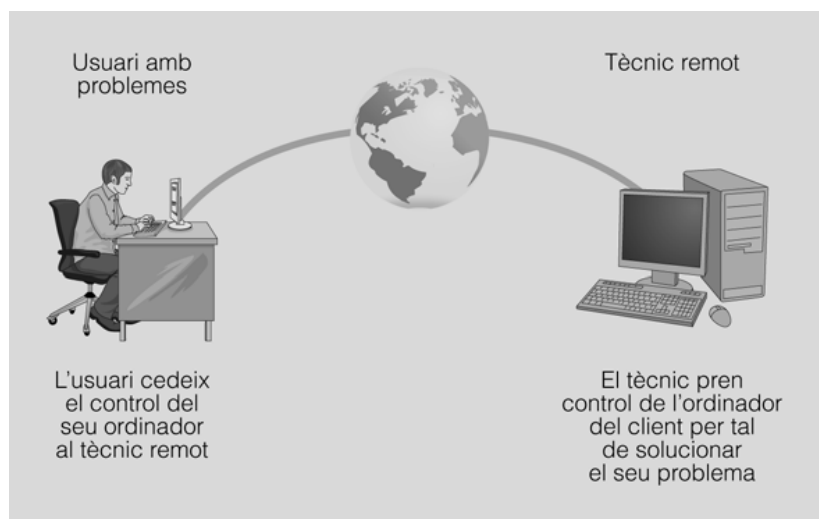 Usuari amb
problemes
Tècnic remot
L'usuari cedeix
el control del
seu ordinador
al tècnic remot
El tècnic pren
control de l'ordinador
del client per tal
de solucionar
el seu problema